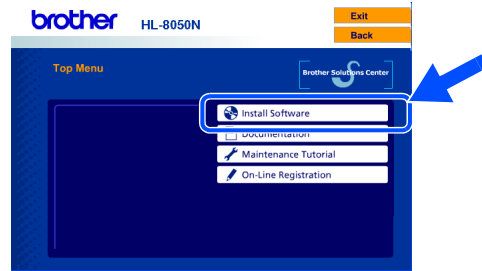 brother HL-8050N
Exit
Back
Top Menu
Brother Solutions Center
Install Software
Documentation
Maintenance Tutorial
On-Line Registration